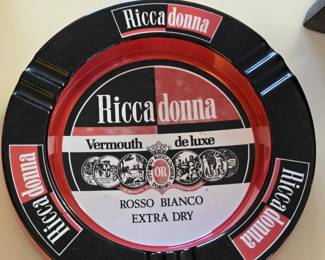 Riccadonna
Riccadonna
Vermouth de luxe
OR
ROSSO BIANCO
EXTRA DRY
Riccadonna
Riccadonna